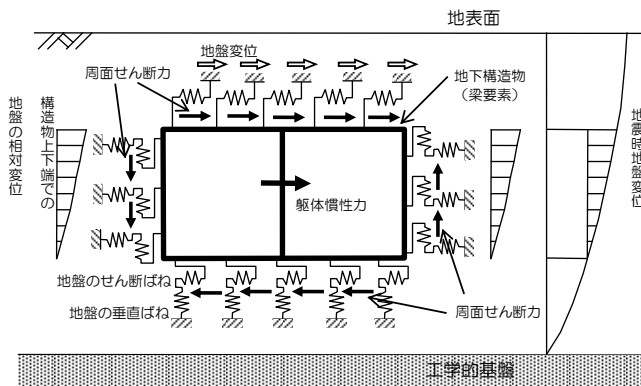 地表面
地盤変位
周面せん断力
地下構造物
（梁要素）
構造物上下端での
地盤の相対変位
地震時地盤変位
躯体慣性力
地盤のせん断ばね
地盤の垂直ばね
周面せん断力
工学的基盤